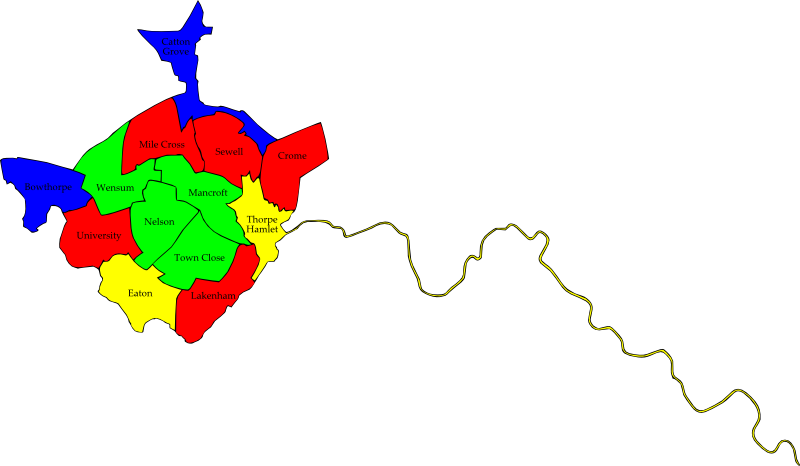 Catton
Grove
Mile Cross
Sewell
Crome
Bowthorpe
Wensum
Mancroft
Nelson
Thorpe
Hamlet
University
Town Close
Eaton
Lakenham